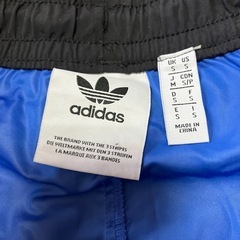 adidas
THE BRAND WITH THE 3 STRIPES
DIE WELTMARKE MIT DEN 3 STREIFEN
LA MARQUE AUX 3 BANDES
UK US
S S
J M
M S/P
D F
S S
E I
S S
MADE IN
CHINA